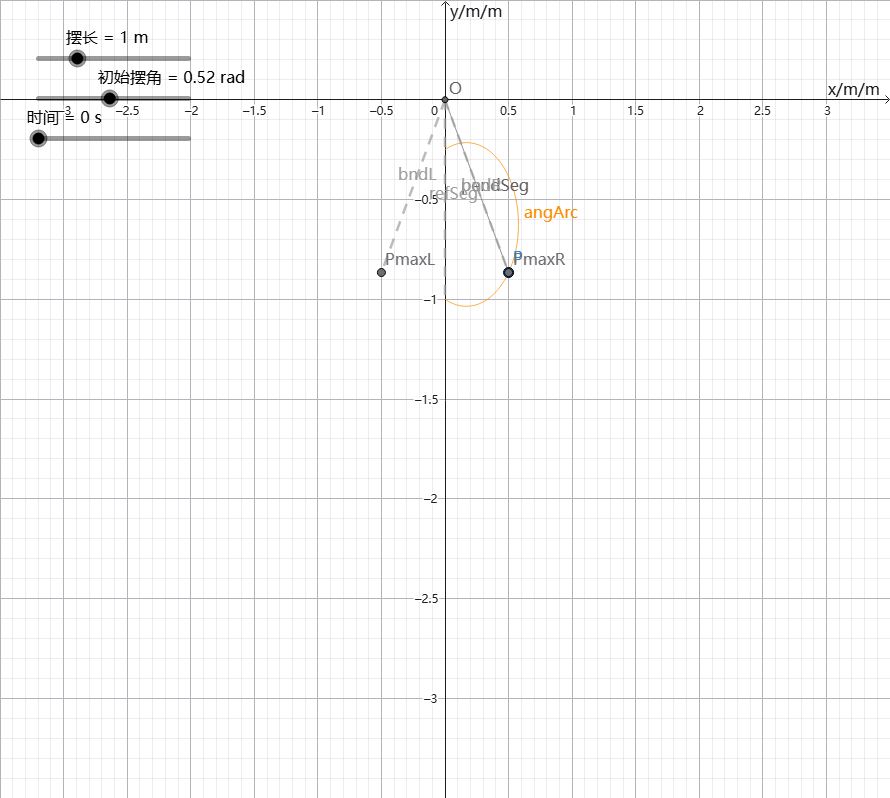 y/m/m
摆长 = 1 m
初始摆角 = 0.52 rad
O
x/m/m
时间 = 0 s
−3 −2.5 −2 −1.5 −1 −0.5 0 0.5 1 1.5 2 2.5 3
bndL
refSeg
−0.5
angArc
PmaxL
P
PmaxR
−1
−1.5
−2
−2.5
−3